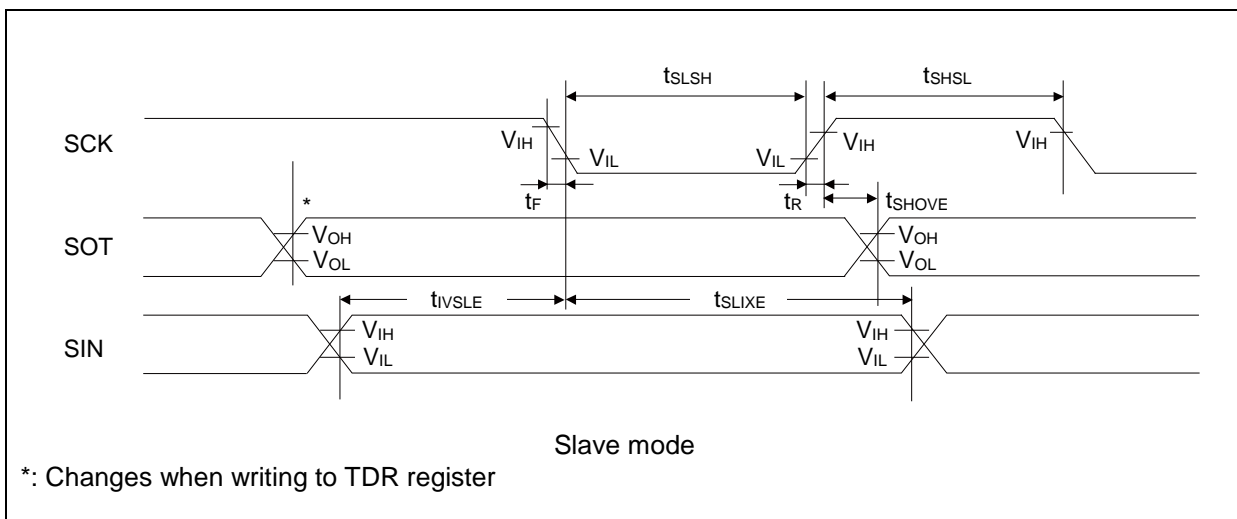 tSLSH
tSHSL
SCK
VIH
VIL
VIL
VIH
VIH
tF
tR
tSHOVE
*
SOT
VOH
VOL
VOH
VOL
tIVSLE
tSLIXE
SIN
VIH
VIL
VIH
VIL
Slave mode
*: Changes when writing to TDR register